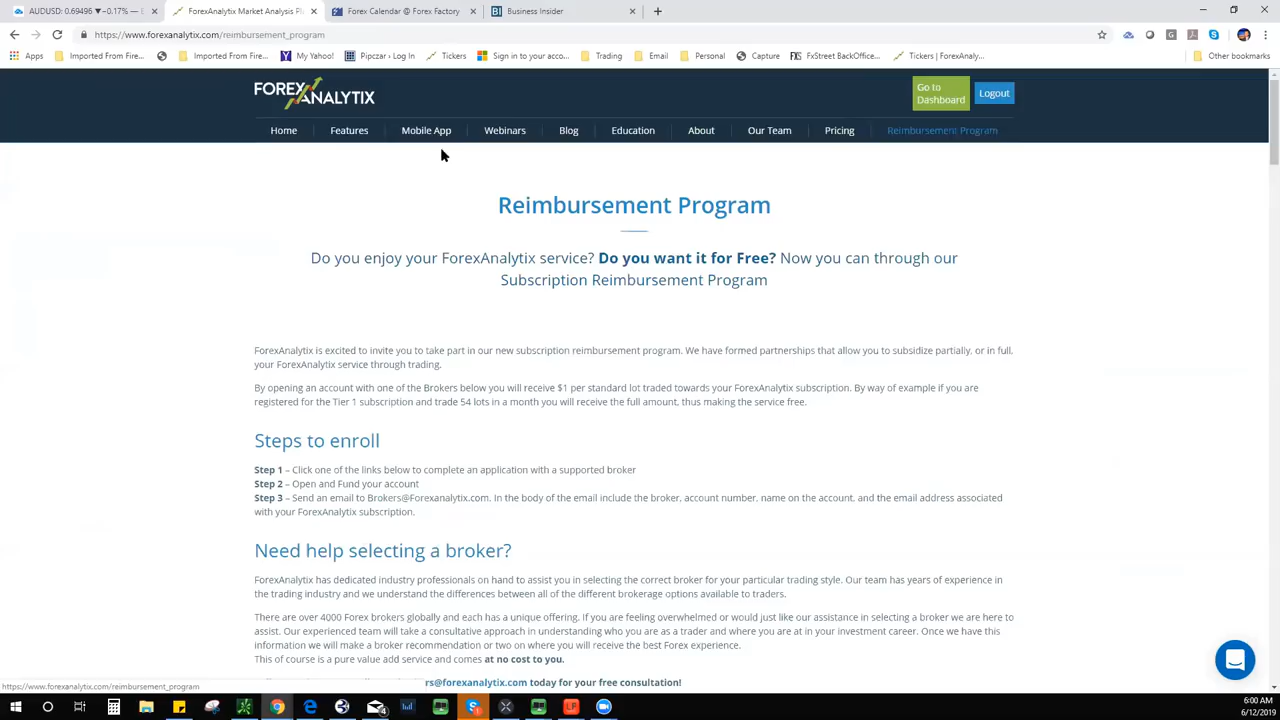 AUDUSD: 0.69496 ▼−0.17% — E
ForexAnalytix Market Analysis Pl
Forex Calendar @ Forex Factory
BI Business Insider
https://www.forexanalytix.com/reimbursement_program
Apps Imported From Fire... Imported From Fire... My Yahoo! Pipczar › Log In Tickers Sign in to your acco... Trading Email Personal Capture FxStreet BackOffice... Tickers | ForexAnaly... Other bookmarks
FOREX ANALYTIX
Go to
Dashboard
Logout
Home Features Mobile App Webinars Blog Education About Our Team Pricing Reimbursement Program
Reimbursement Program
Do you enjoy your ForexAnalytix service? Do you want it for Free? Now you can through our
Subscription Reimbursement Program
ForexAnalytix is excited to invite you to take part in our new subscription reimbursement program. We have formed partnerships that allow you to subsidize partially, or in full,
your ForexAnalytix service through trading.
By opening an account with one of the Brokers below you will receive $1 per standard lot traded towards your ForexAnalytix subscription. By way of example if you are
registered for the Tier 1 subscription and trade 54 lots in a month you will receive the full amount, thus making the service free.
Steps to enroll
Step 1 – Click one of the links below to complete an application with a supported broker
Step 2 – Open and Fund your account
Step 3 – Send an email to Brokers@Forexanalytix.com. In the body of the email include the broker, account number, name on the account, and the email address associated
with your ForexAnalytix subscription.
Need help selecting a broker?
ForexAnalytix has dedicated industry professionals on hand to assist you in selecting the correct broker for your particular trading style. Our team has years of experience in
the trading industry and we understand the differences between all of the different brokerage options available to traders.
There are over 4000 Forex brokers globally and each has a unique offering. If you are feeling overwhelmed or would just like our assistance in selecting a broker we are here to
assist. Our experienced team will take a consultative approach in understanding who you are as a trader and where you are at in your investment career. Once we have this
information we will make a broker recommendation or two on where you will receive the best Forex experience.
This of course is a pure value add service and comes at no cost to you.
rs@forexanalytix.com today for your free consultation!
https://www.forexanalytix.com/reimbursement_program
6:00 AM
6/12/2019